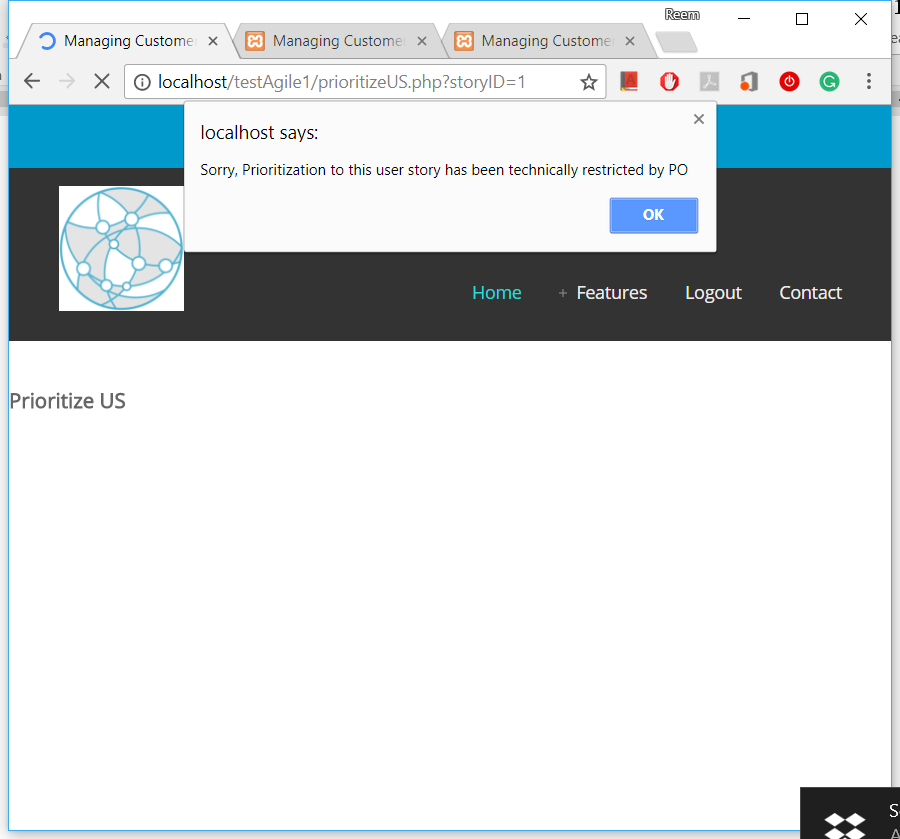 Reem
Managing Custome
Managing Custome
Managing Custome
localhost/testAgile1/prioritizeUS.php?storyID=1
localhost says:
Sorry, Prioritization to this user story has been technically restricted by PO
OK
Home
+ Features
Logout
Contact
Prioritize US